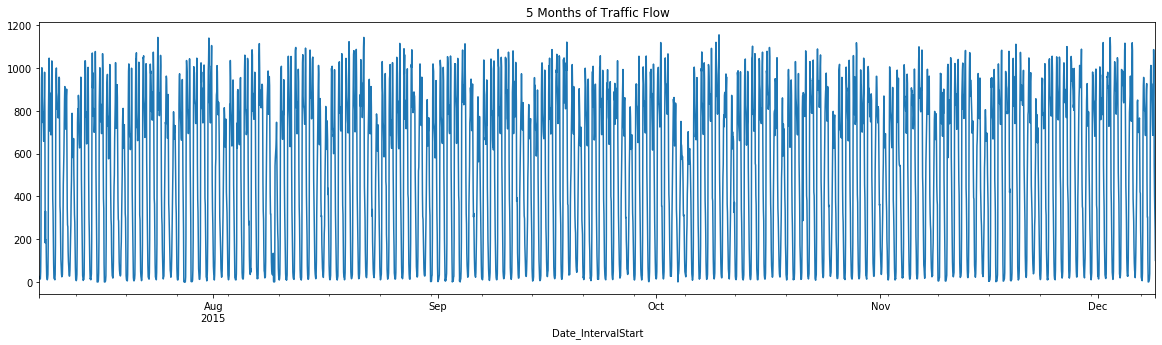 5 Months of Traffic Flow
1200
1000
800
600
400
200
0
Aug
2015
Sep
Oct
Nov
Dec
Date_IntervalStart